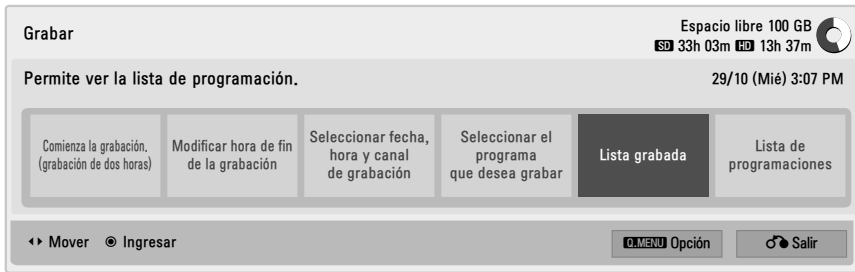 Grabar
Espacio libre 100 GB
SD 33h 03m HD 13h 37m
Permite ver la lista de programación.
29/10 (Mié) 3:07 PM
Comienza la grabación.
(grabación de dos horas)
Modificar hora de fin
de la grabación
Seleccionar fecha,
hora y canal
de grabación
Seleccionar el
programa
que desea grabar
Lista grabada
Lista de
programaciones
Mover
Ingresar
Q.MENU Opción
Salir